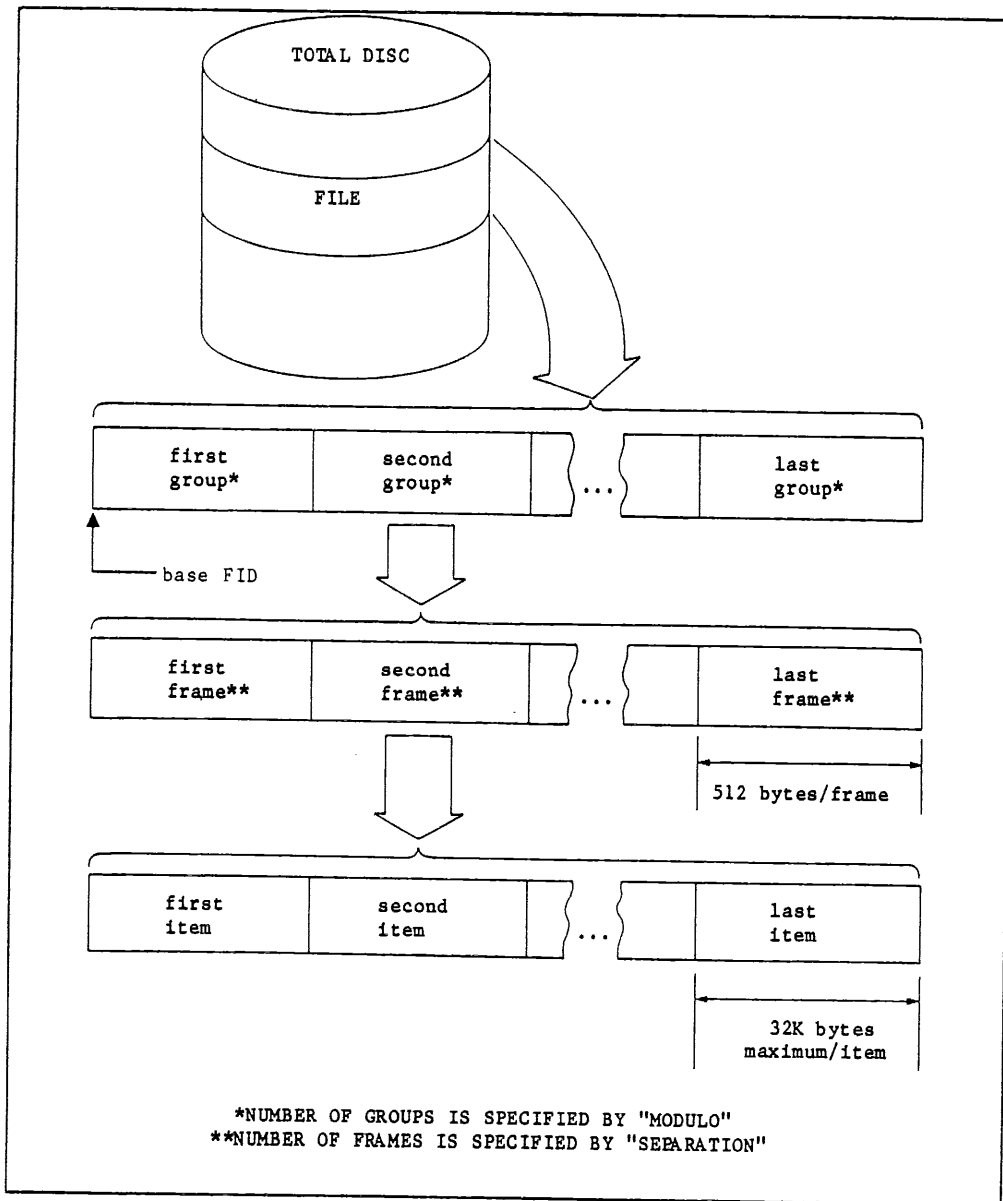 TOTAL DISC
FILE
first
group*
second
group*
...
last
group*
base FID
first
frame**
second
frame**
...
last
frame**
512 bytes/frame
first
item
second
item
...
last
item
32K bytes
maximum/item
*NUMBER OF GROUPS IS SPECIFIED BY "MODULO"
**NUMBER OF FRAMES IS SPECIFIED BY "SEPARATION"